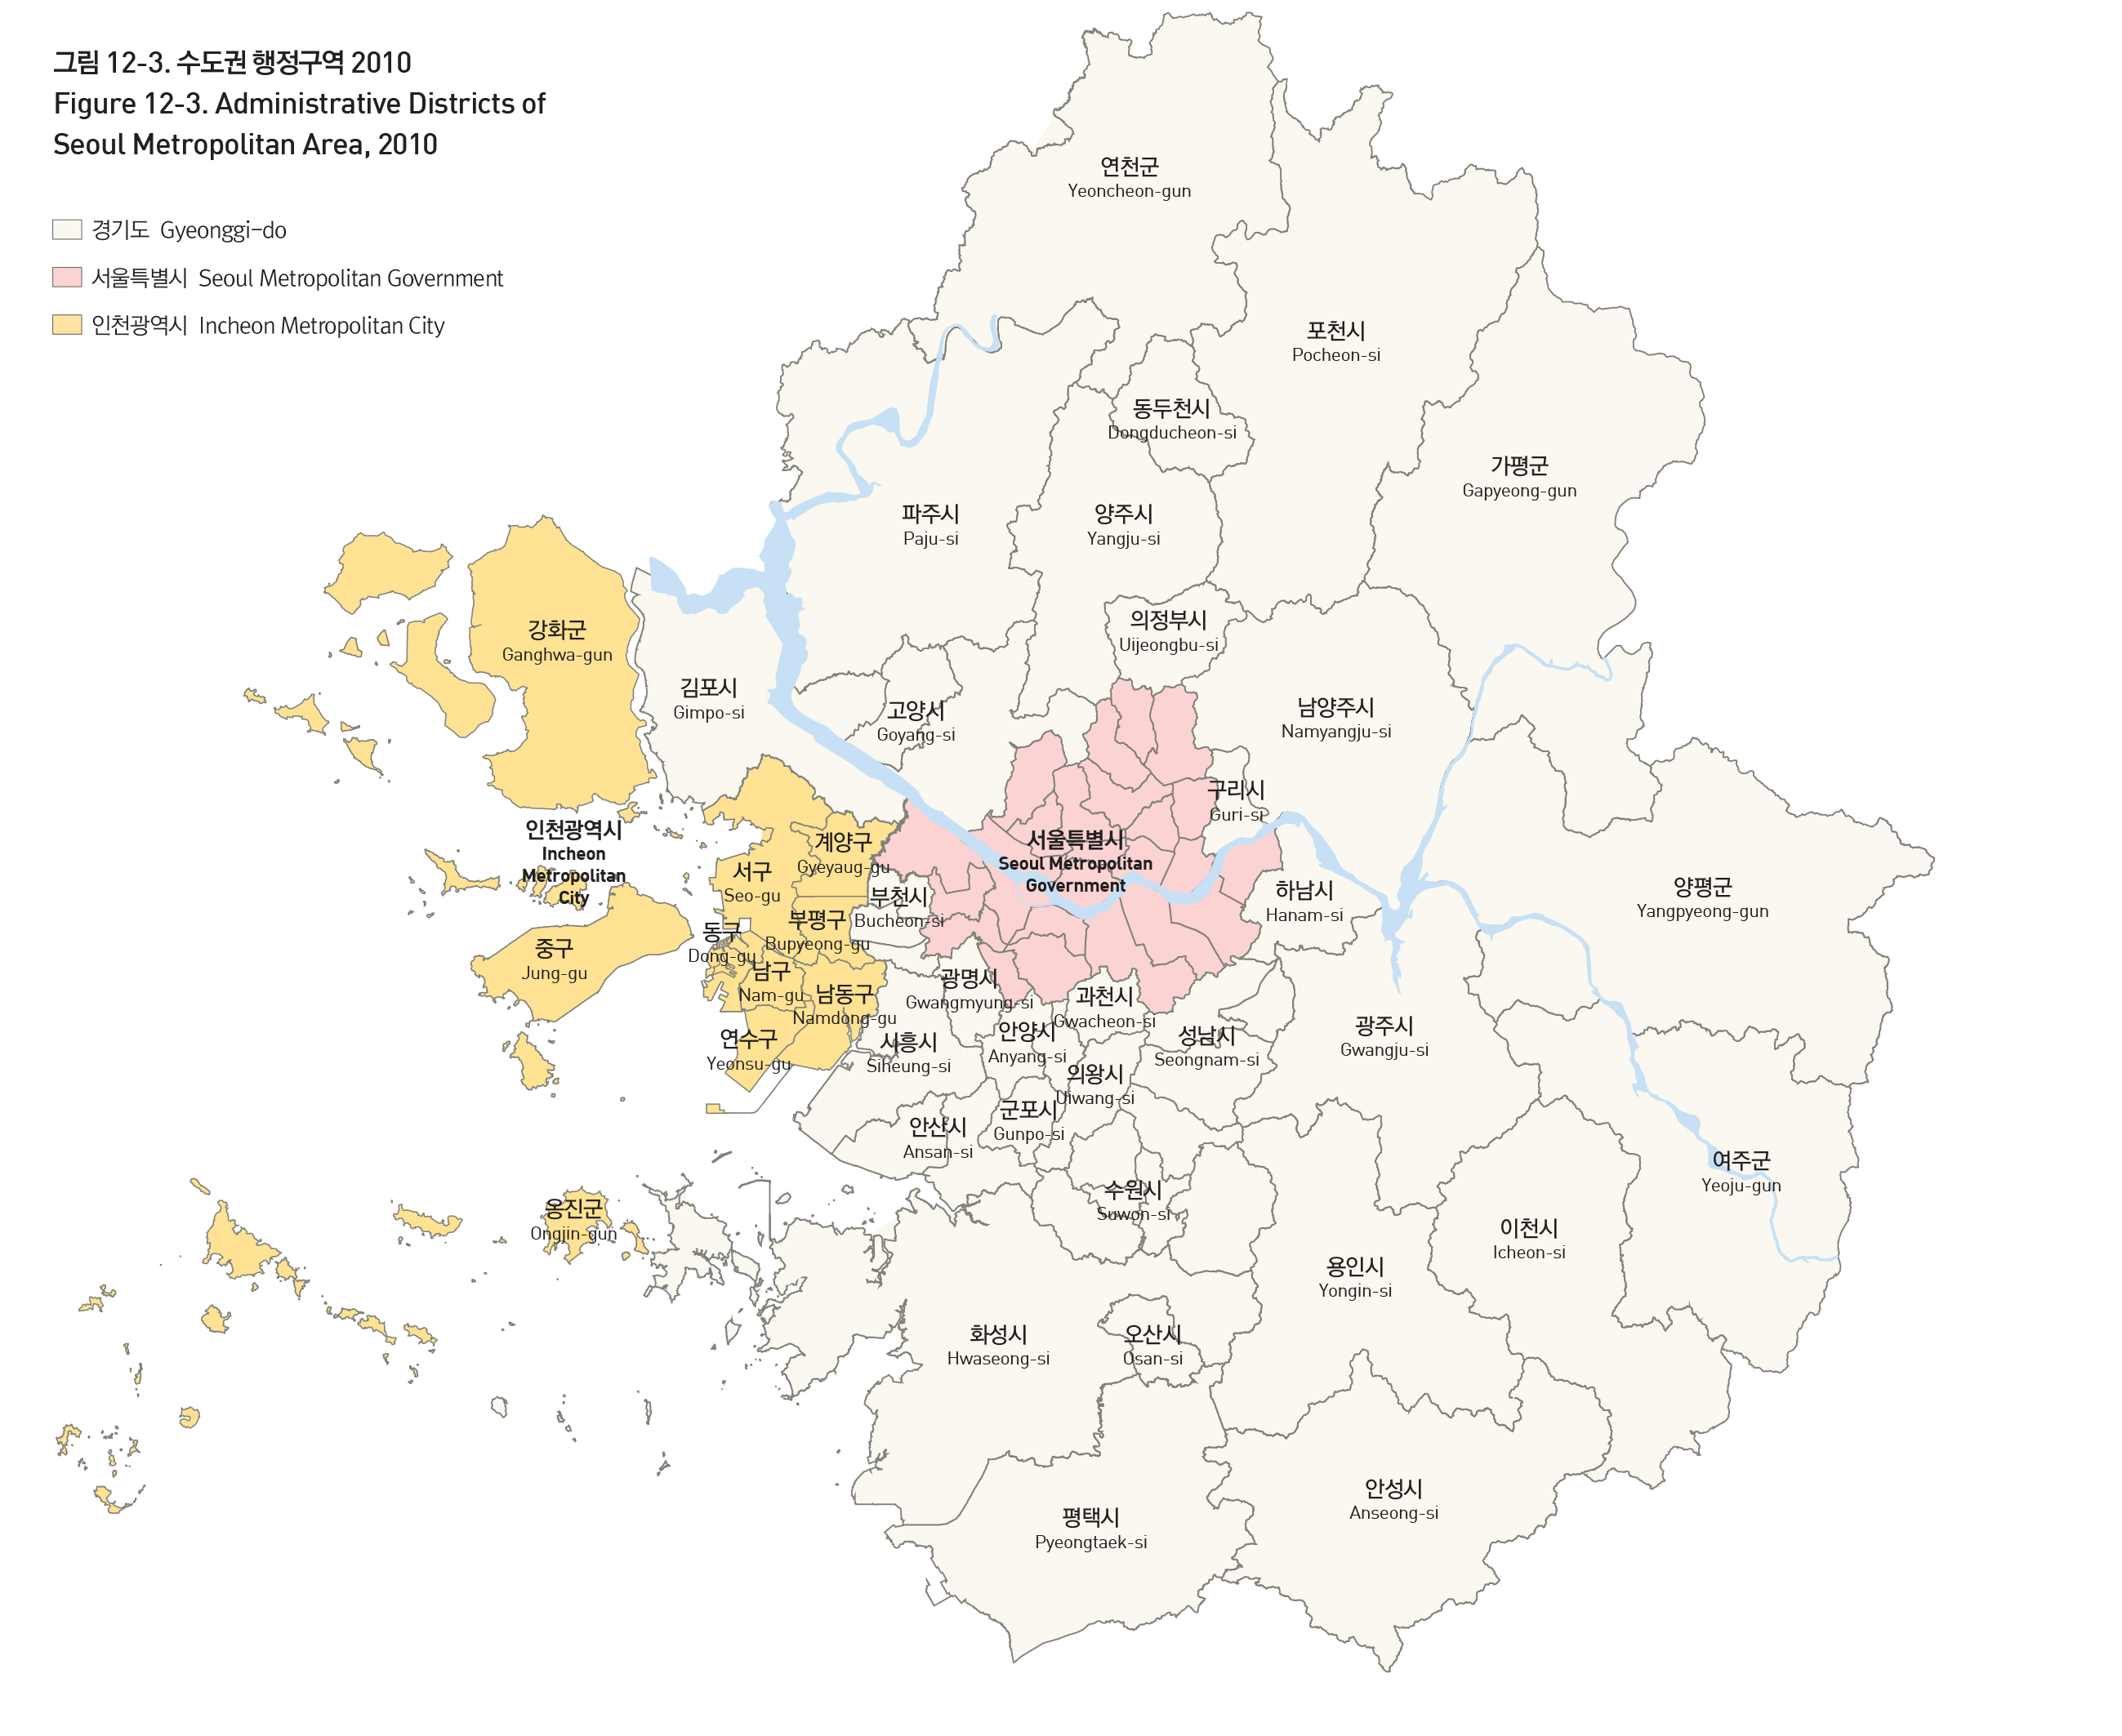 그림 12-3. 수도권 행정구역 2010
Figure 12-3. Administrative Districts of
Seoul Metropolitan Area, 2010
경기도 Gyeonggi-do
서울특별시 Seoul Metropolitan Government
인천광역시 Incheon Metropolitan City
연천군
Yeoncheon-gun
포천시
Pocheon-si
동두천시
Dongducheon-si
가평군
Gapyeong-gun
파주시
Paju-si
양주시
Yangju-si
의정부시
Uijeongbu-si
강화군
Ganghwa-gun
김포시
Gimpo-si
고양시
Goyang-si
남양주시
Namyangju-si
구리시
Guri-si
인천광역시
Incheon
Metropolitan
City
계양구
Gyeyaug-gu
서구
Seo-gu
서울특별시
Seoul Metropolitan
Government
부천시
Bucheon-si
하남시
Hanam-si
양평군
Yangpyeong-gun
동구
Dong-gu
부평구
Bupyeong-gu
중구
Jung-gu
남구
Nam-gu
남동구
Namdong-gu
광명시
Gwangmyung-si
과천시
Gwacheon-si
연수구
Yeonsu-gu
시흥시
Siheung-si
안양시
Anyang-si
성남시
Seongnam-si
광주시
Gwangju-si
의왕시
Uiwang-si
군포시
Gunpo-si
안산시
Ansan-si
여주군
Yeoju-gun
옹진군
Ongjin-gun
수원시
Suwon-si
이천시
Icheon-si
용인시
Yongin-si
화성시
Hwaseong-si
오산시
Osan-si
안성시
Anseong-si
평택시
Pyeongtaek-si